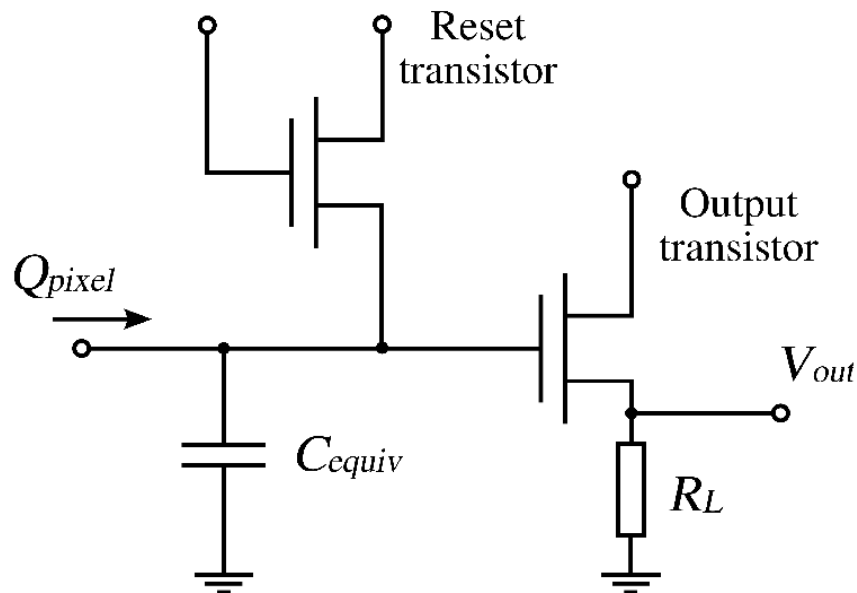 Reset
transistor
Output
transistor
Qpixel
Vout
Cequiv
RL